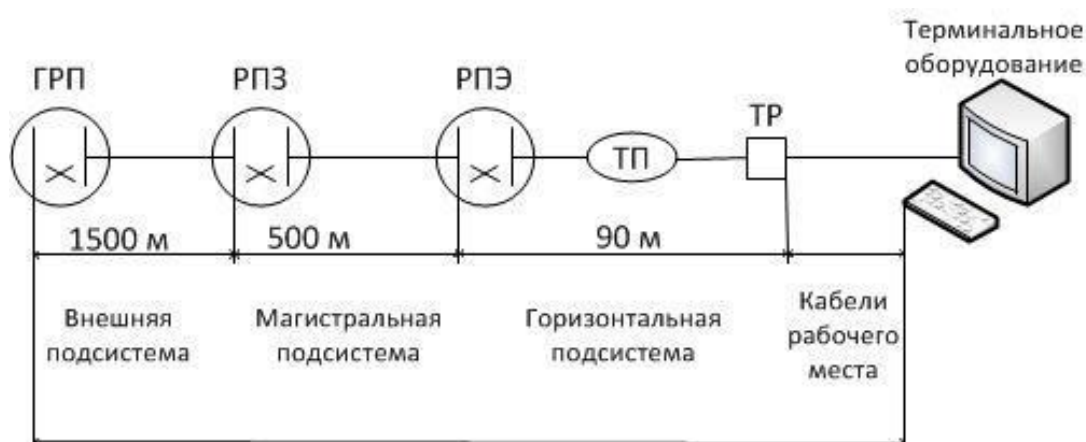 Терминальное
оборудование
ГРП
РПЗ
РПЭ
ТР
ТП
1500 м
500 м
90 м
Внешняя
подсистема
Магистральная
подсистема
Горизонтальная
подсистема
Кабели
рабочего
места